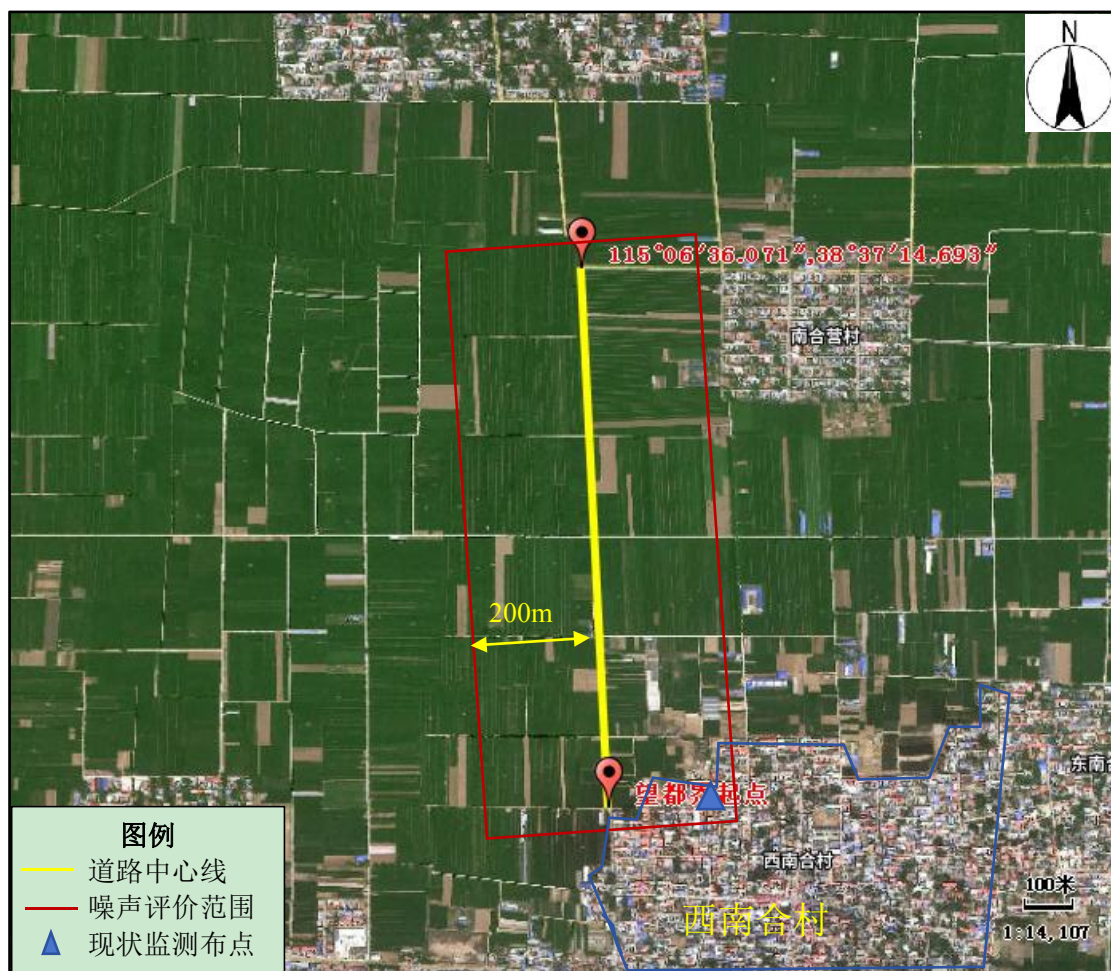 N
115°06′36.071″,38°37′14.693″
南合营村
200m
望都界起点
东南合
西南合村
西南合村
100米
1:14,107
图例
道路中心线
噪声评价范围
现状监测布点